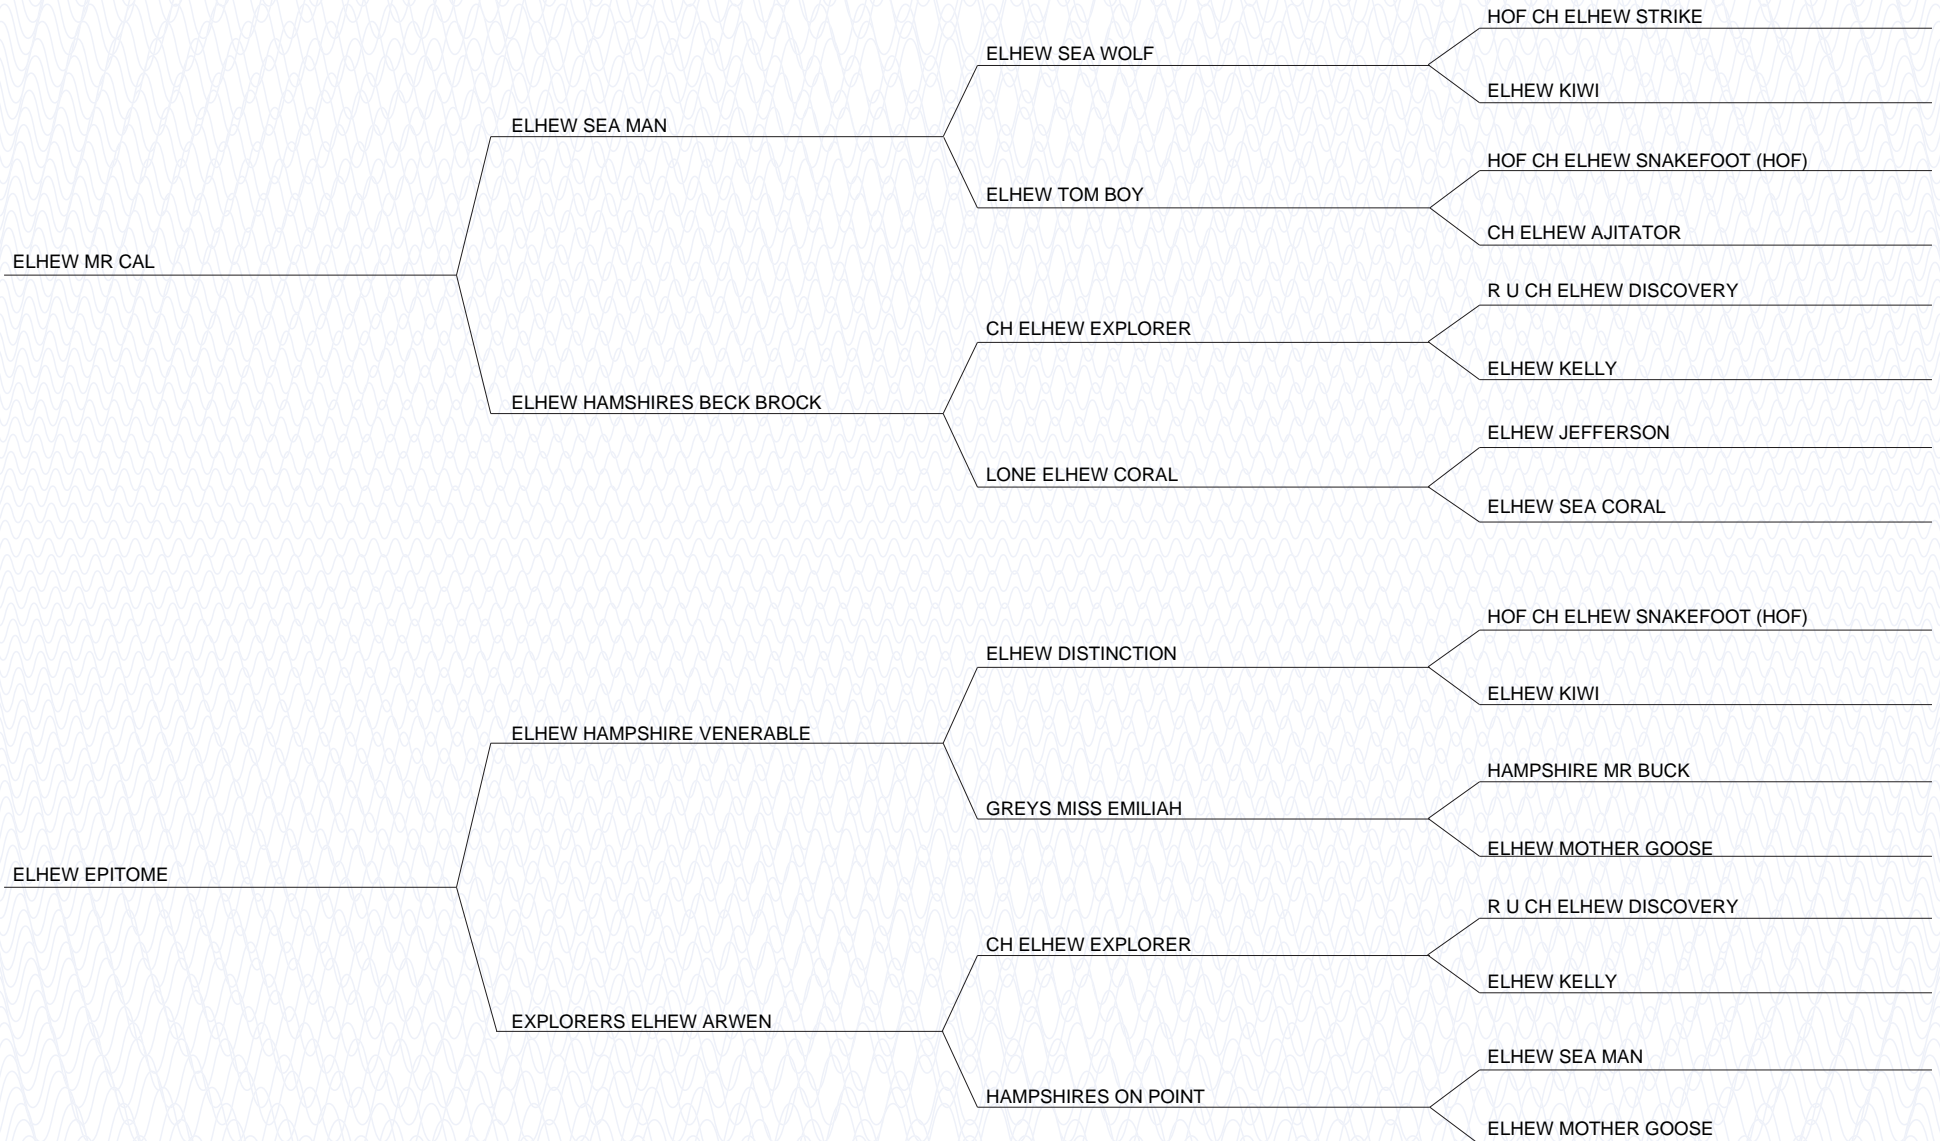 HOF CH ELHEW STRIKE
ELHEW SEA WOLF
ELHEW KIWI
ELHEW SEA MAN
HOF CH ELHEW SNAKEFOOT (HOF)
ELHEW TOM BOY
CH ELHEW AJITATOR
ELHEW MR CAL
R U CH ELHEW DISCOVERY
CH ELHEW EXPLORER
ELHEW KELLY
ELHEW HAMSHIRES BECK BROCK
ELHEW JEFFERSON
LONE ELHEW CORAL
ELHEW SEA CORAL
HOF CH ELHEW SNAKEFOOT (HOF)
ELHEW DISTINCTION
ELHEW KIWI
ELHEW HAMPSHIRE VENERABLE
HAMPSHIRE MR BUCK
GREYS MISS EMILIAH
ELHEW MOTHER GOOSE
ELHEW EPITOME
R U CH ELHEW DISCOVERY
CH ELHEW EXPLORER
ELHEW KELLY
EXPLORERS ELHEW ARWEN
ELHEW SEA MAN
HAMPSHIRES ON POINT
ELHEW MOTHER GOOSE